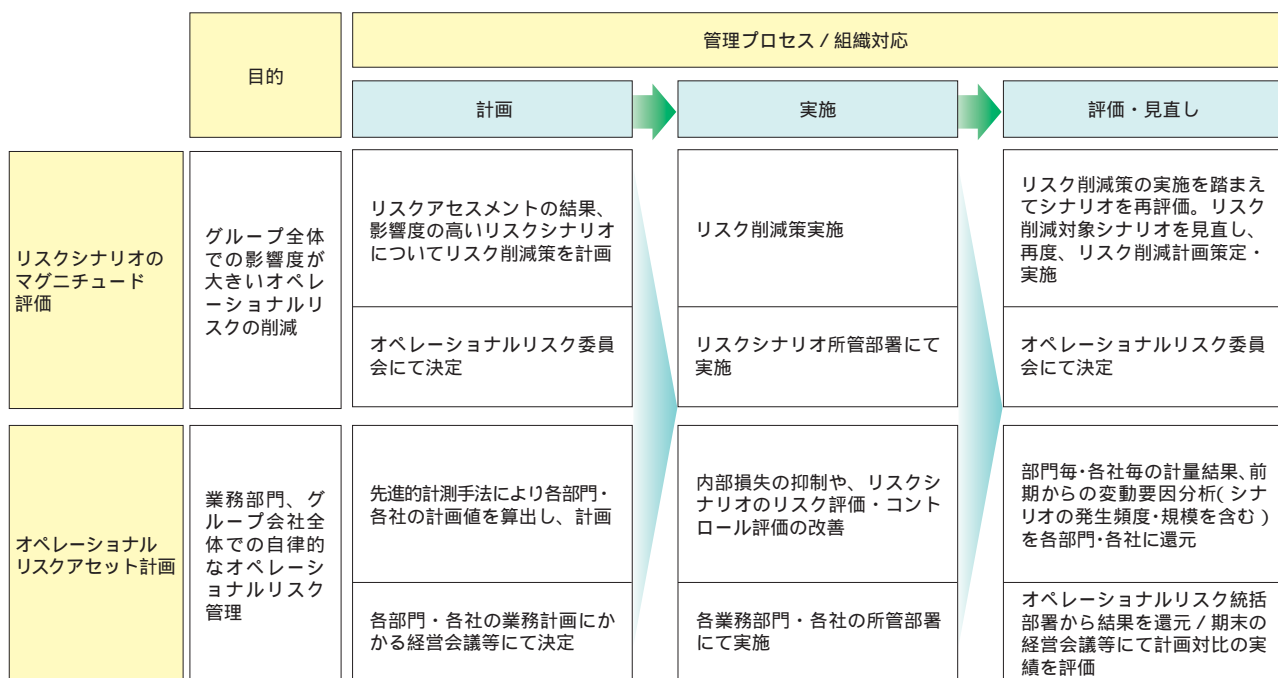 目的
管理プロセス / 組織対応
計画
実施
評価・見直し
リスクシナリオの
マグニチュード
評価
グループ全体
での影響度が
大きいオペレ
ーショナルリ
スクの削減
リスクアセスメントの結果、
影響度の高いリスクシナリオ
についてリスク削減策を計画
リスク削減策実施
リスク削減策の実施を踏まえ
てシナリオを再評価。リスク
削減対象シナリオを見直し、
再度、リスク削減計画策定・
実施
オペレーショナルリスク委員
会にて決定
リスクシナリオ所管部署にて
実施
オペレーショナルリスク委員
会にて決定
オペレーショナル
リスクアセット計画
業務部門、グ
ループ会社全
体での自律的
なオペレーシ
ョナルリスク
管理
先進的計測手法により各部門・
各社の計画値を算出し、計画
内部損失の抑制や、リスクシ
ナリオのリスク評価・コント
ロール評価の改善
部門毎・各社毎の計量結果、前
期からの変動要因分析( シナ
リオの発生頻度・規模を含む )
を各部門・各社に還元
各部門・各社の業務計画にか
かる経営会議等にて決定
各業務部門・各社の所管部署
にて実施
オペレーショナルリスク統括
部署から結果を還元 / 期末の
経営会議等にて計画対比の実
績を評価